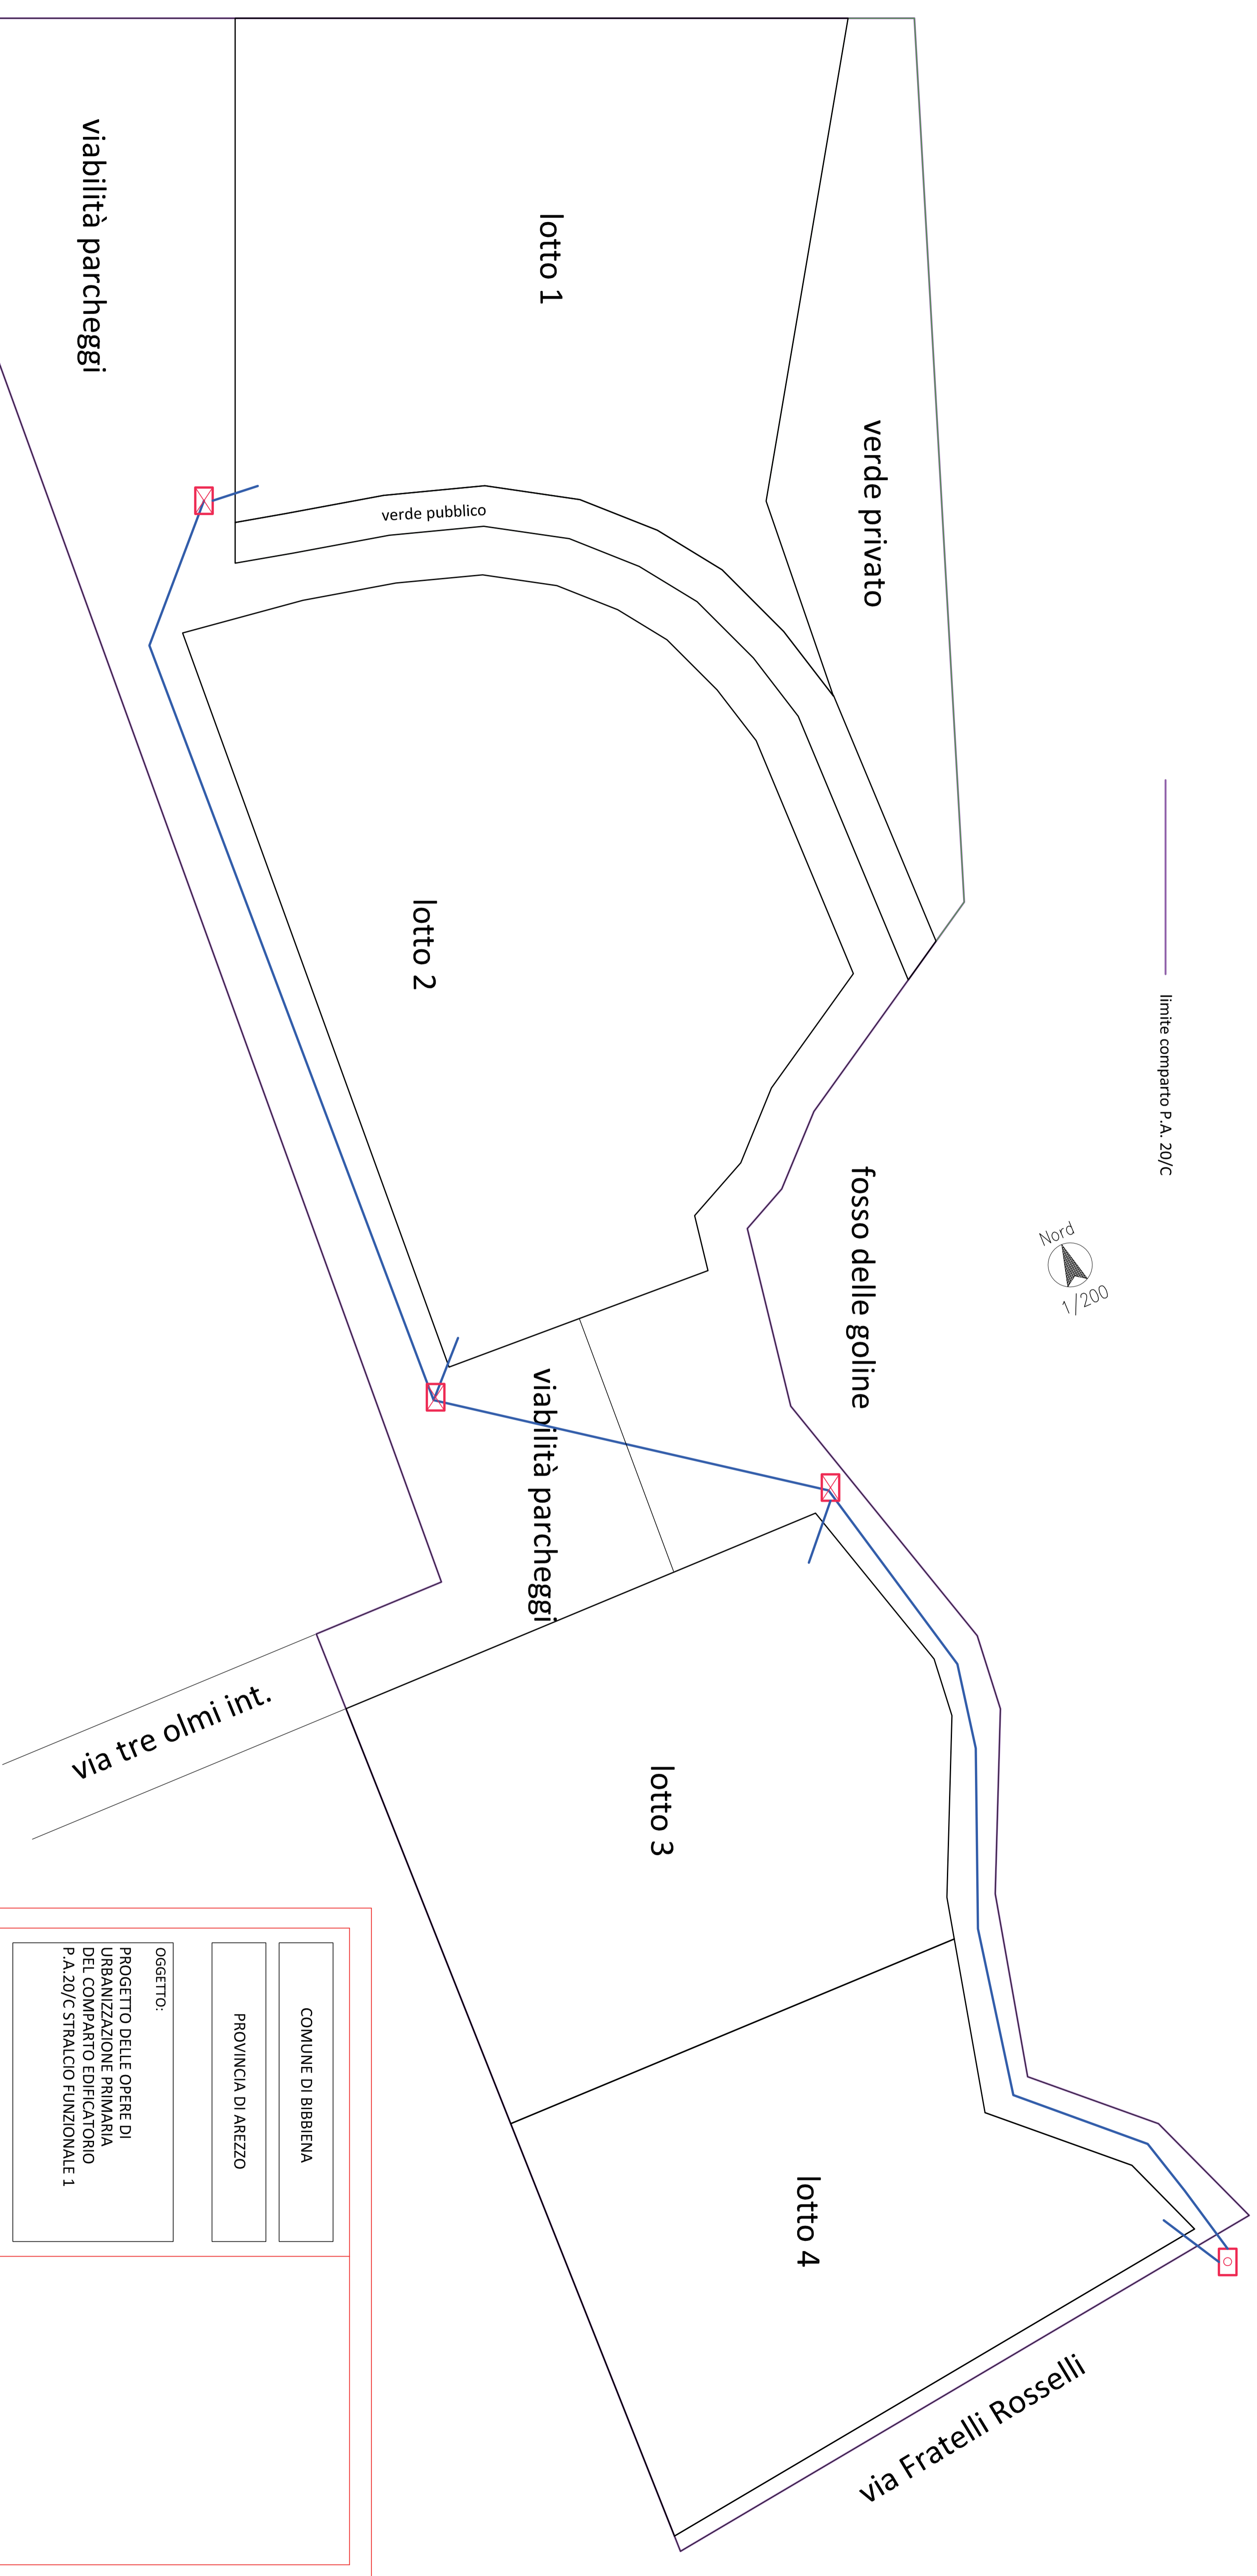 limite comparto P.A. 20/C
Nord
1/200
verde privato
fosso delle goline
lotto 1
verde pubblico
lotto 2
viabilità parcheggi
viabilità parcheggi
lotto 3
lotto 4
via tre olmi int.
via Fratelli Rosselli
COMUNE DI BIBBIENA
PROVINCIA DI AREZZO
OGGETTO:
PROGETTO DELLE OPERE DI
URBANIZZAZIONE PRIMARIA
DEL COMPARTO EDIFICATORIO
P.A.20/C STRALCIO FUNZIONALE 1